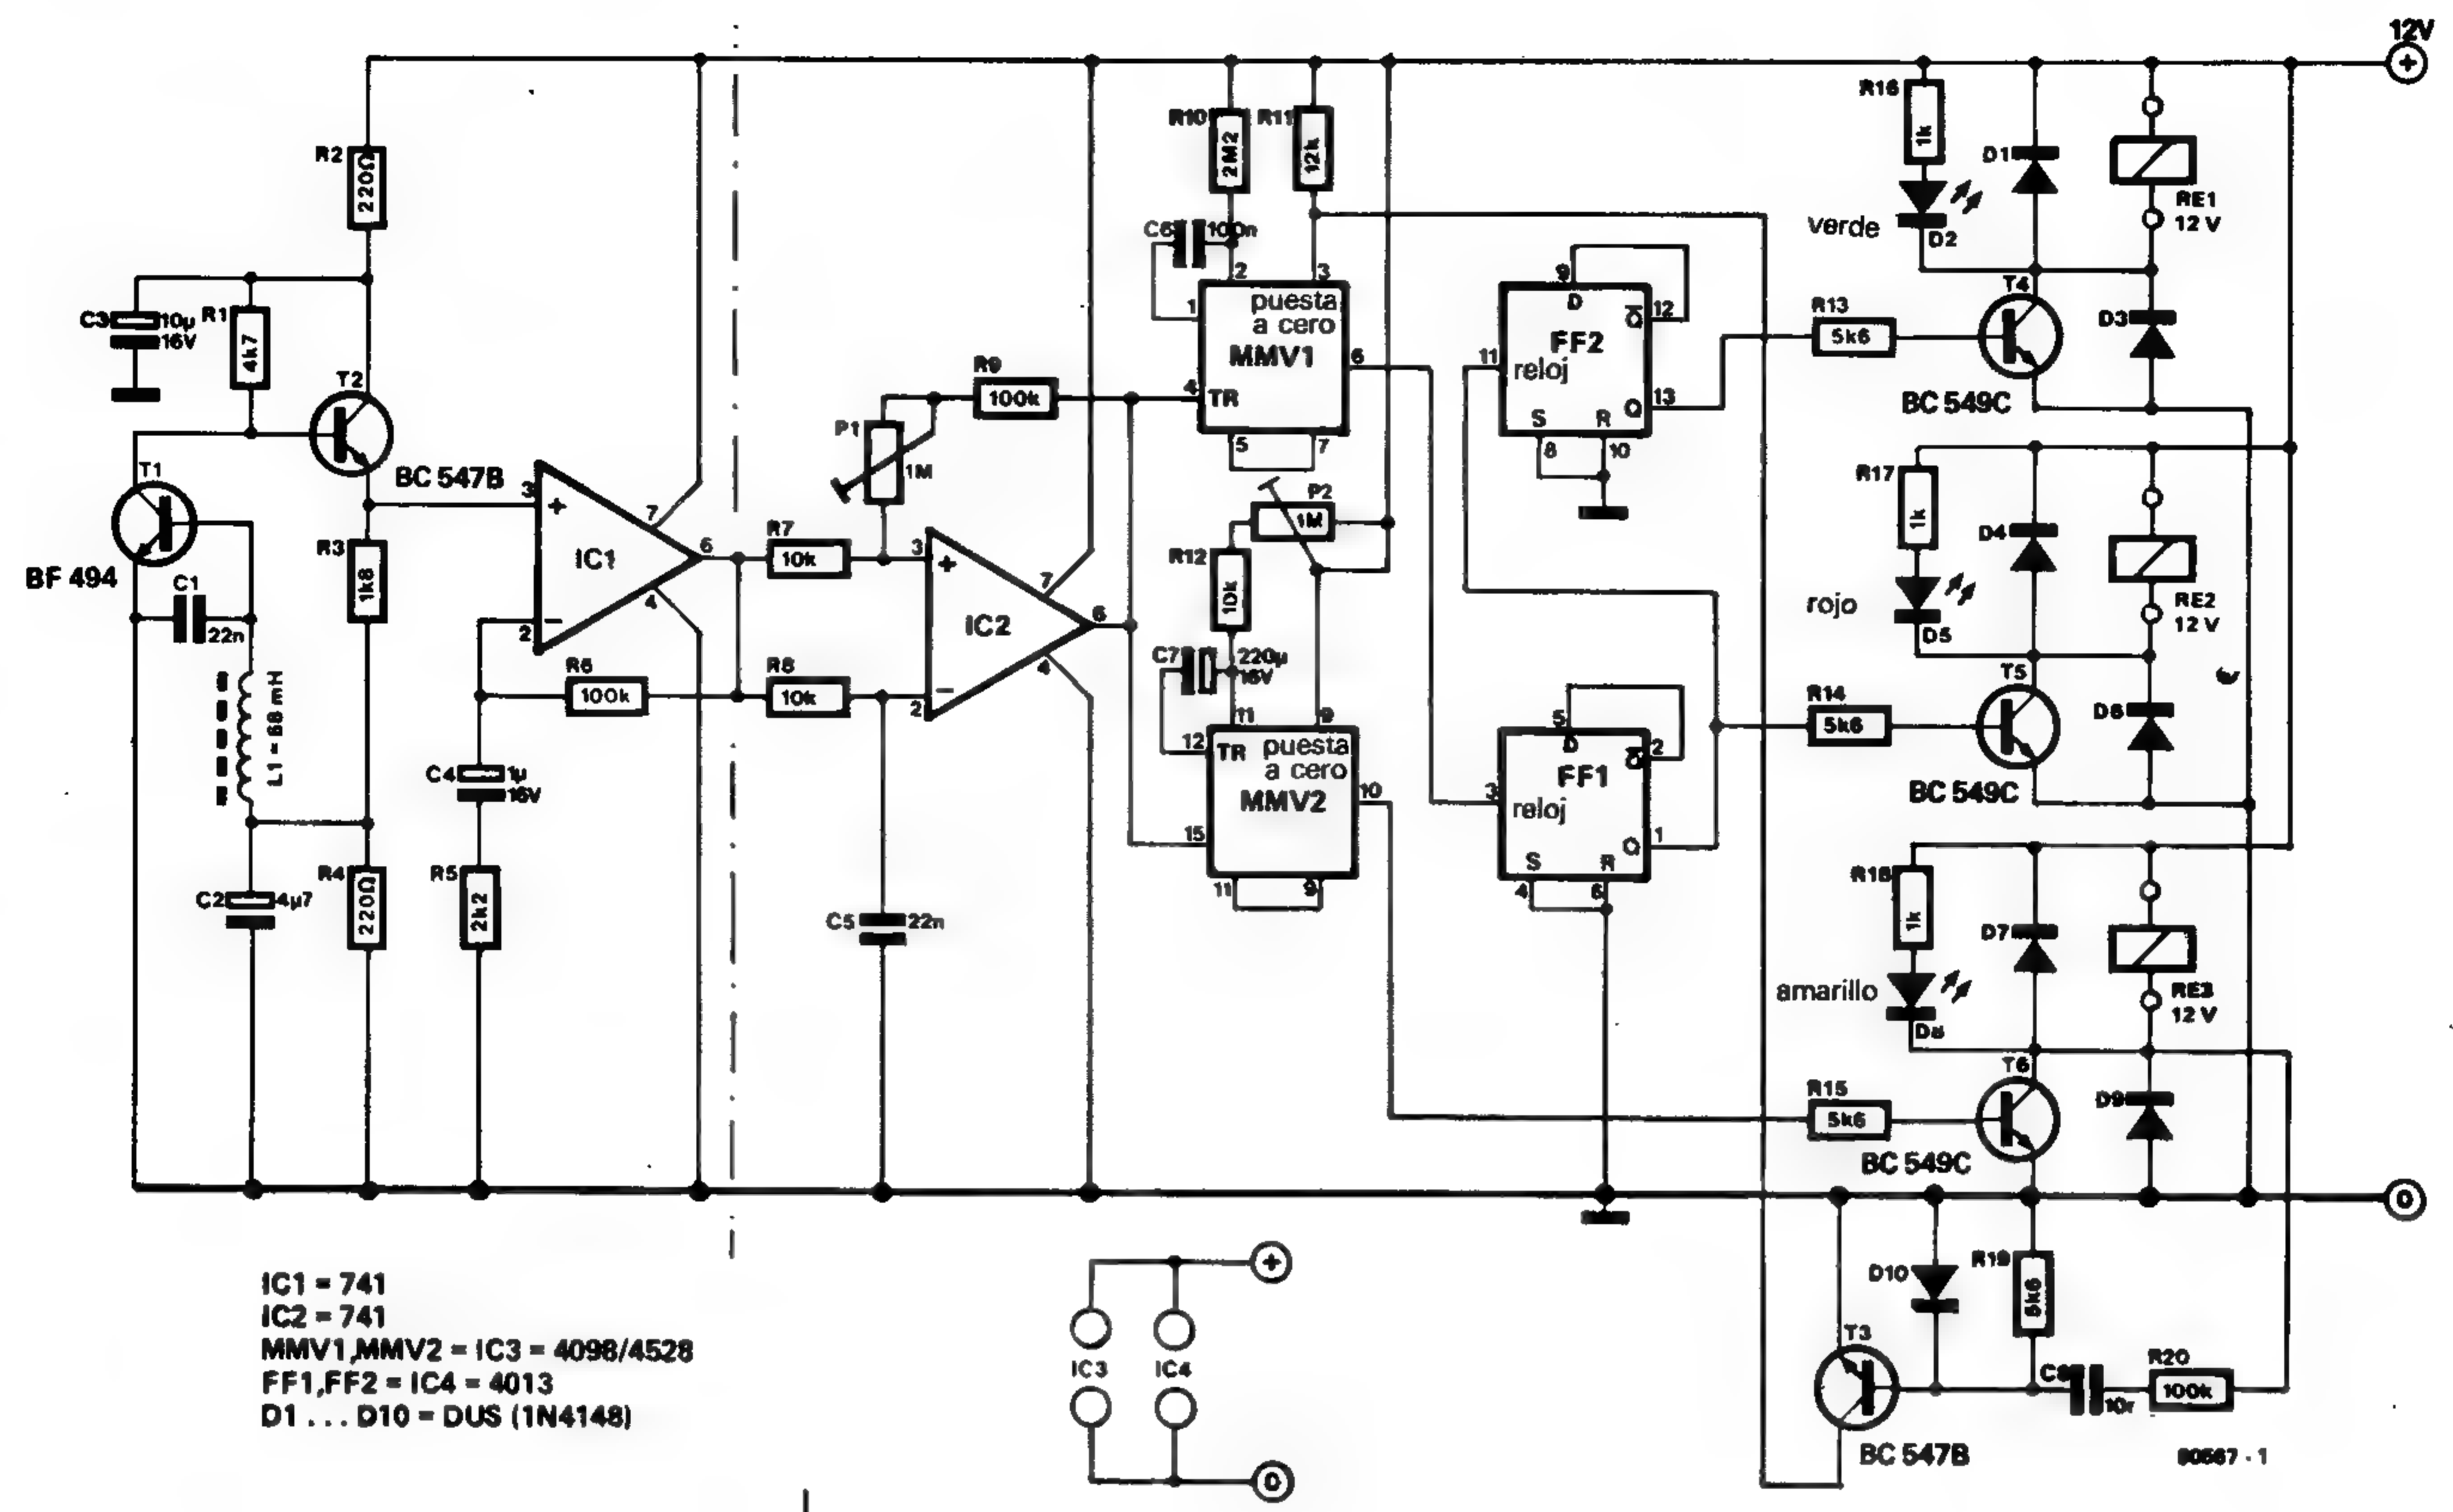 12V
+
R2
220Ω
C3
10µ
16V
R1
4k7
T2
BC 547B
T1
BF 494
C1
22n
L1 = 68 mH
C2
4µ7
R3
1k8
R4
220Ω
3
+
IC1
7
6
4
2
−
R6
100k
C4
1µ
16V
R5
2k2
R7
10k
R8
10k
P1
1M
R9
100k
3
+
IC2
7
6
4
2
−
C5
22n
R10
2M2
R11
12k
C6
100n
2
3
1
puesta
a cero
MMV1
6
4
TR
5
7
P2
1M
R12
10k
C7
220µ
16V
11
9
12
TR
puesta
a cero
MMV2
10
15
11
9
9
D
Q
12
FF2
11
reloj
S
R
Q
13
8
10
5
D
Q
2
FF1
3
reloj
S
R
Q
1
4
6
R16
1k
D1
verde
D2
RE1
12 V
R13
5k6
T4
D3
BC 549C
R17
1k
D4
rojo
D5
RE2
12 V
R14
5k6
T5
D6
BC 549C
R18
1k
D7
amarillo
D8
RE3
12 V
R15
5k6
T6
D9
BC 549C
0
D10
R19
5k6
T3
BC 547B
R20
100k
80567 - 1
IC1 = 741
IC2 = 741
MMV1,MMV2 = IC3 = 4098/4528
FF1,FF2 = IC4 = 4013
D1 ... D10 = DUS (1N4148)
+
IC3
IC4
0